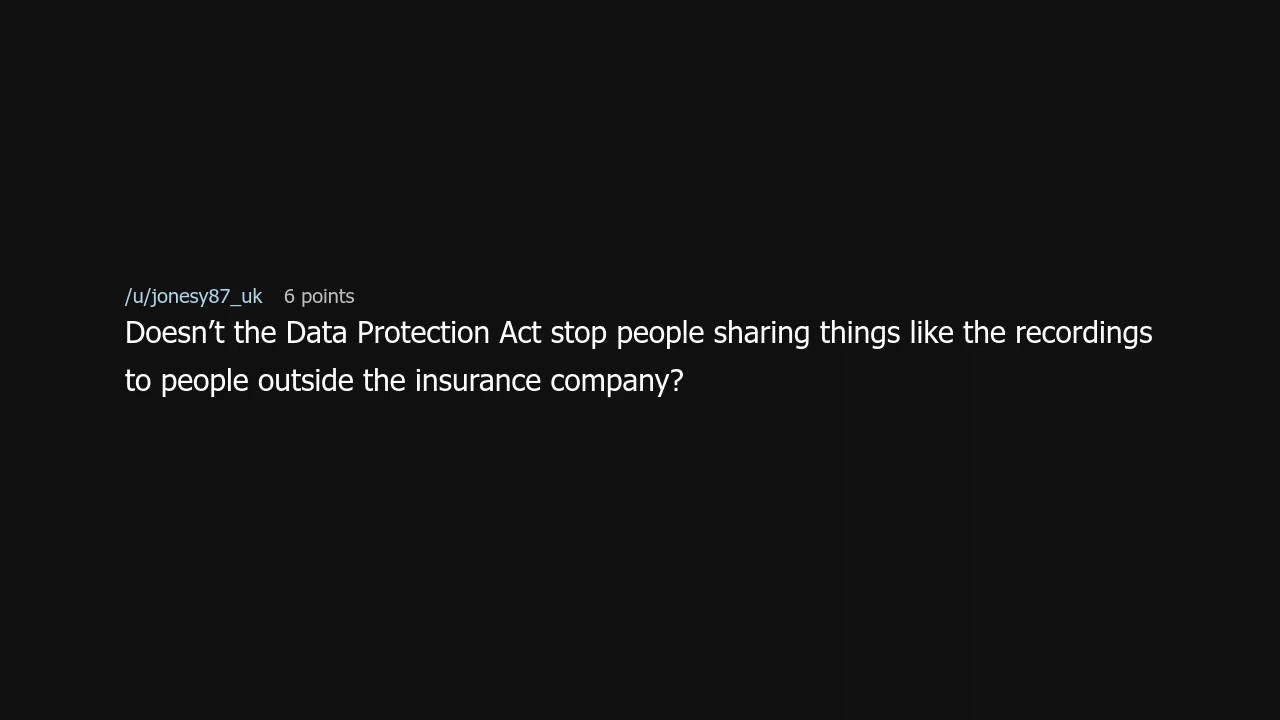 /u/jonesy87_uk 6 points
Doesn’t the Data Protection Act stop people sharing things like the recordings
to people outside the insurance company?